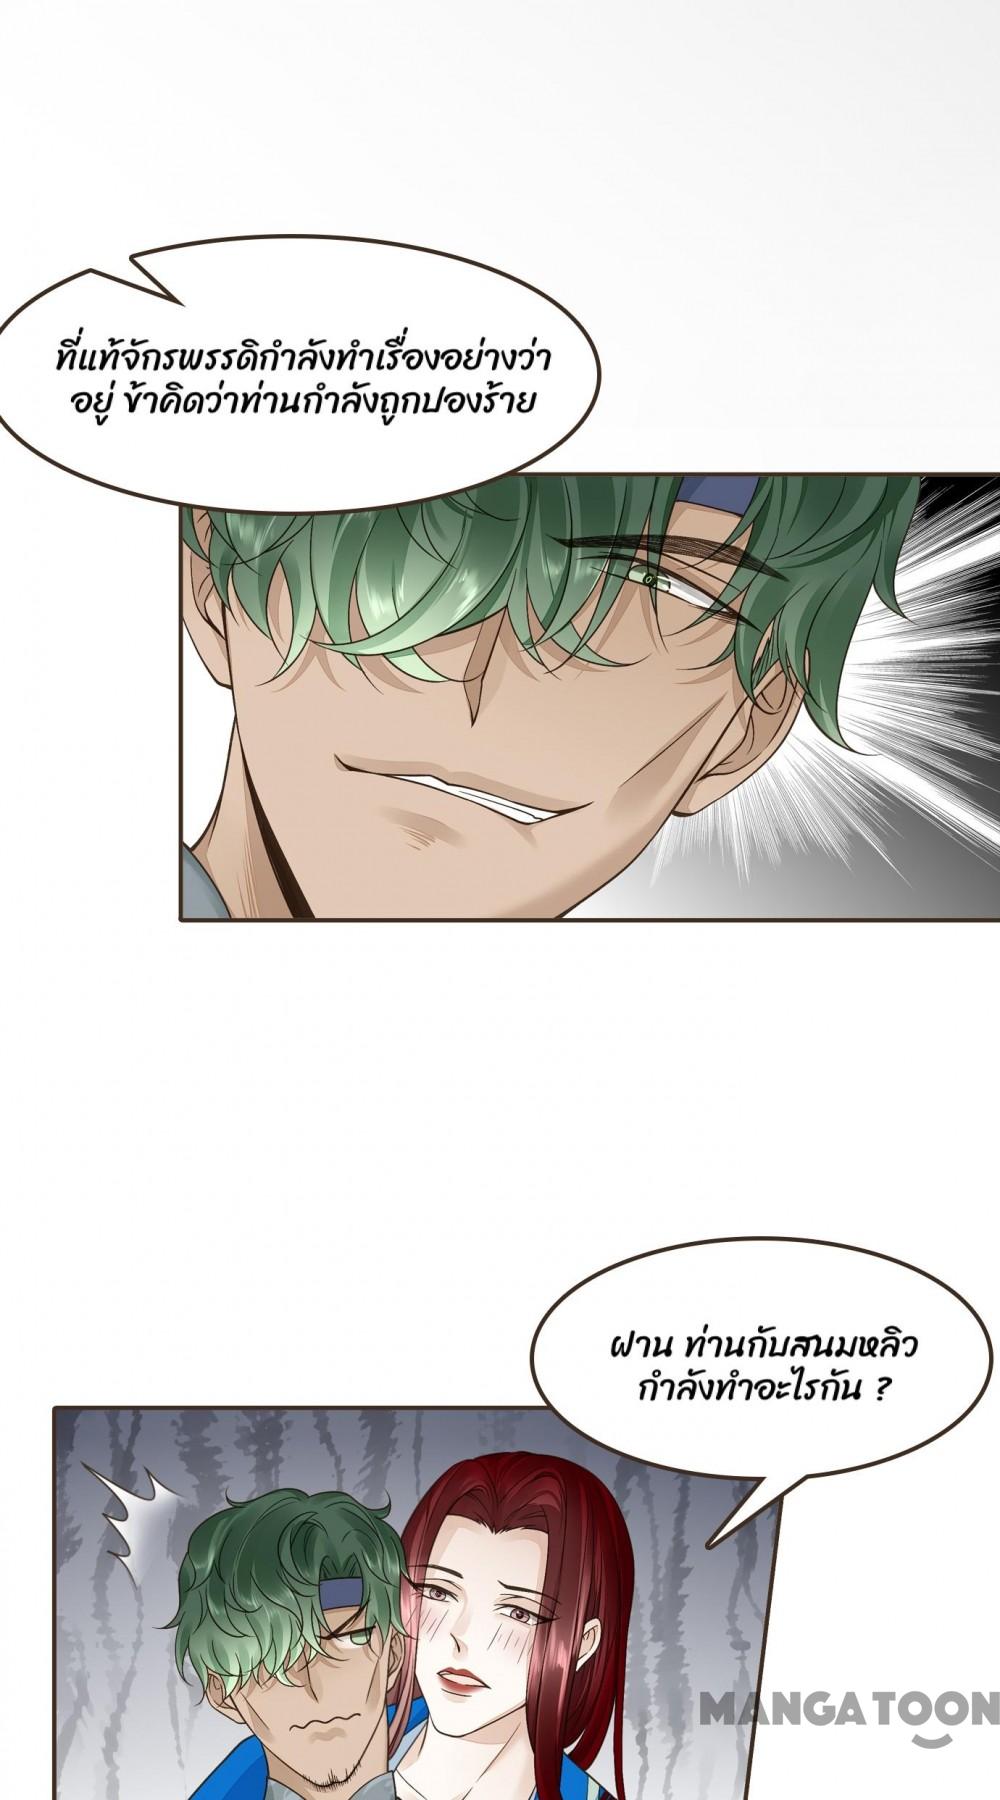 ที่แท้จักรพรรดิกำลังทำเรื่องอย่างว่า
อยู่ ข้าคิดว่าท่านกำลังถูกปองร้าย
ฝาน ท่านกับสนมหลิว
กำลังทำอะไรกัน ?
MANGATOON